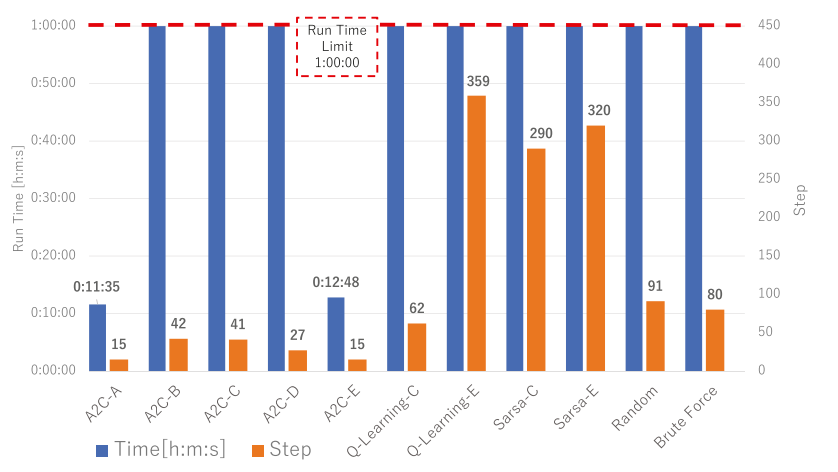 1:00:00
0:50:00
0:40:00
0:30:00
0:20:00
0:10:00
0:00:00
Run Time [h:m:s]
450
400
350
300
250
200
150
100
50
0
Step
Run Time
Limit
1:00:00
0:11:35
15
42
41
27
0:12:48
15
62
359
290
320
91
80
A2C-A
A2C-B
A2C-C
A2C-D
A2C-E
Q-Learning-C
Q-Learning-E
Sarsa-C
Sarsa-E
Random
Brute Force
Time[h:m:s]
Step